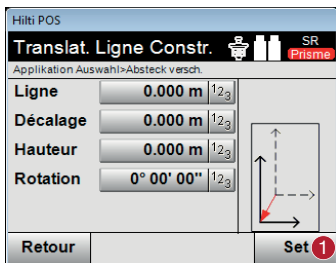 Hilti POS
Translat. Ligne Constr.
SR
Prisme
Applikation Auswahl>Absteck versch.
Ligne 0.000 m 123
Décalage 0.000 m 123
Hauteur 0.000 m 123
Rotation 0° 00' 00" 123
Retour
Set 1